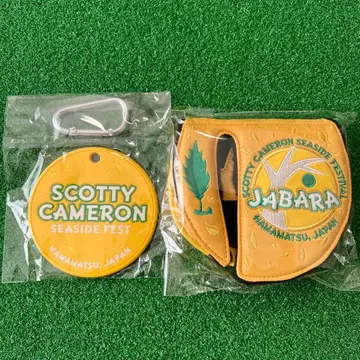 SCOTTY
CAMERON
SEASIDE FEST
HAMAMATSU, JAPAN
SCOTTY CAMERON SEASIDE FESTIVAL
JABARA
HAMAMATSU, JAPAN